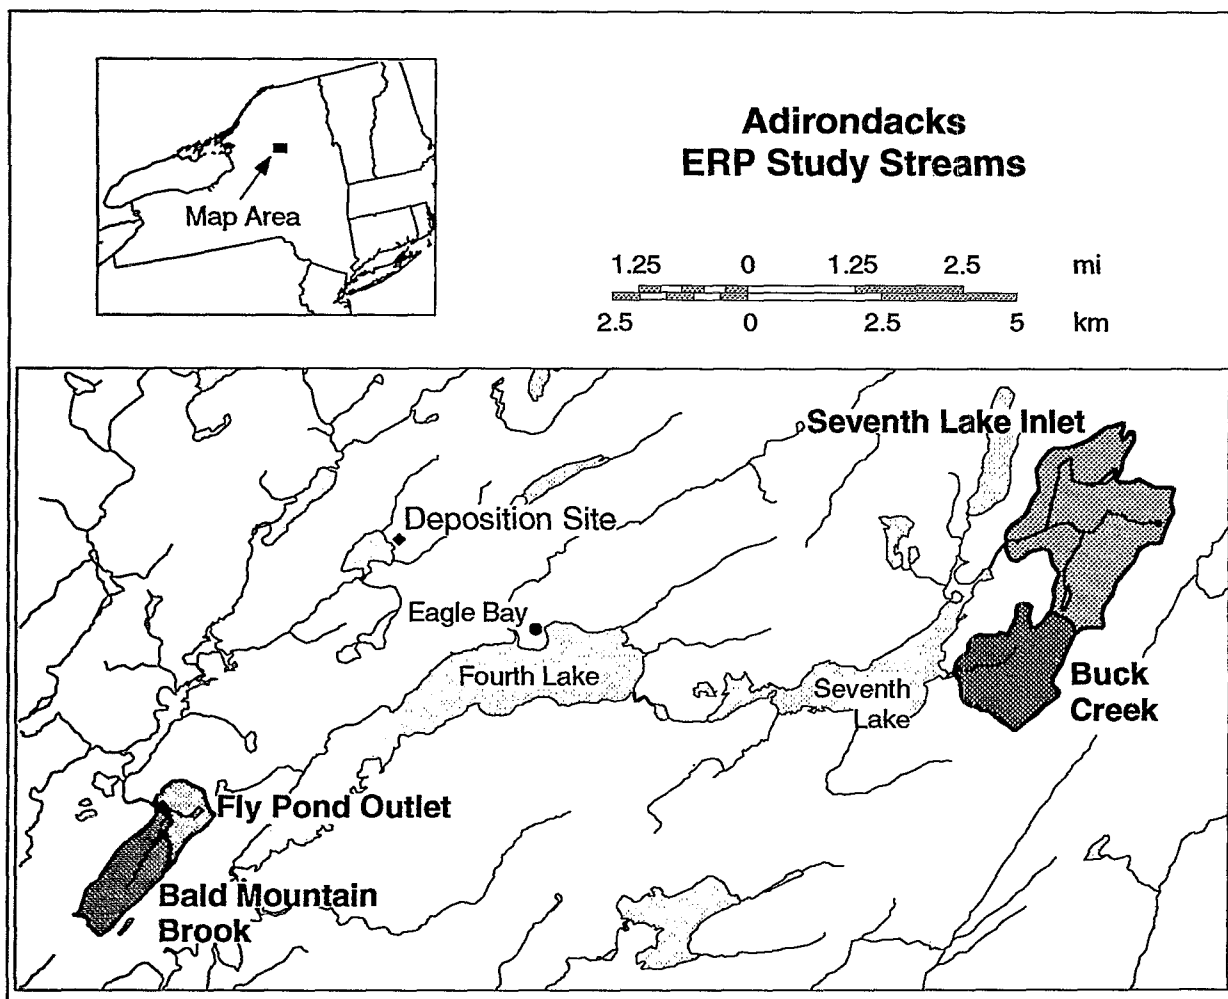 Adirondacks
ERP Study Streams
Map Area
1.25 0 1.25 2.5 mi
2.5 0 2.5 5 km
Seventh Lake Inlet
Deposition Site
Eagle Bay
Fourth Lake
Seventh
Lake
Buck
Creek
Fly Pond Outlet
Bald Mountain
Brook